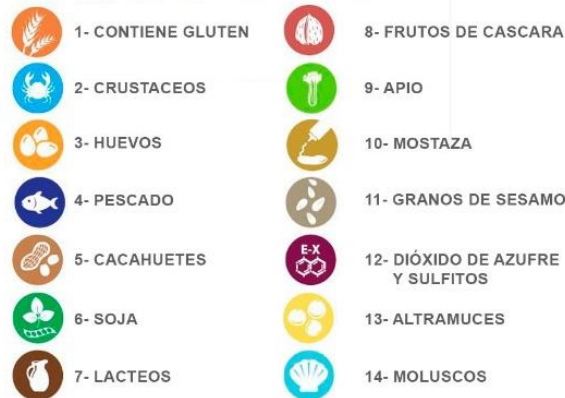 1- CONTIENE GLUTEN
2- CRUSTACEOS
3- HUEVOS
4- PESCADO
5- CACAHUETES
6- SOJA
7- LACTEOS
8- FRUTOS DE CASCARA
9- APIO
10- MOSTAZA
11- GRANOS DE SESAMO
E-X
12- DIÓXIDO DE AZUFRE
Y SULFITOS
13- ALTRAMUCES
14- MOLUSCOS